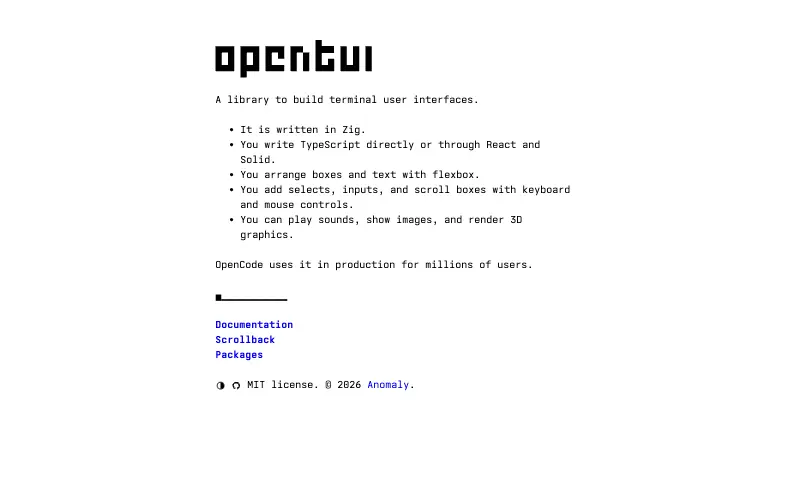 opentui
A library to build terminal user interfaces.
• It is written in Zig.
• You write TypeScript directly or through React and
Solid.
• You arrange boxes and text with flexbox.
• You add selects, inputs, and scroll boxes with keyboard
and mouse controls.
• You can play sounds, show images, and render 3D
graphics.
OpenCode uses it in production for millions of users.
Documentation
Scrollback
Packages
MIT license. © 2026 Anomaly.